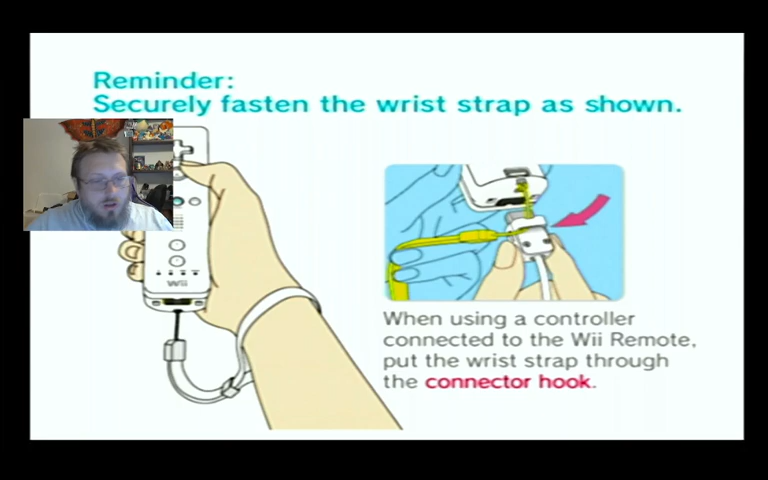 Reminder:
Securely fasten the wrist strap as shown.
Wii
When using a controller
connected to the Wii Remote,
put the wrist strap through
the connector hook.